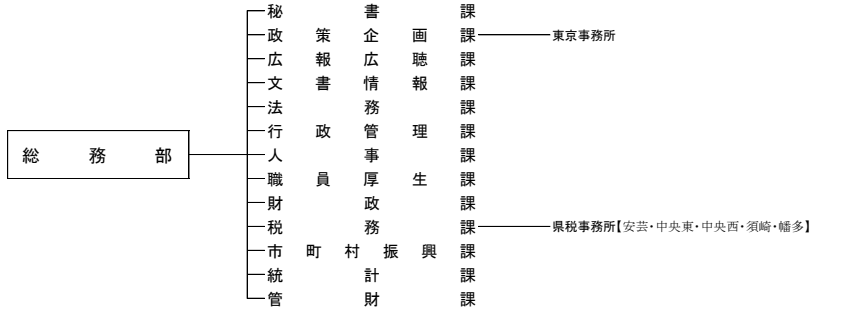 総務部
秘書課
政策企画課 東京事務所
広報広聴課
文書情報課
法務課
行政管理課
人事課
職員厚生課
財政課
税務課 県税事務所【安芸・中央東・中央西・須崎・幡多】
市町村振興課
統計課
管財課